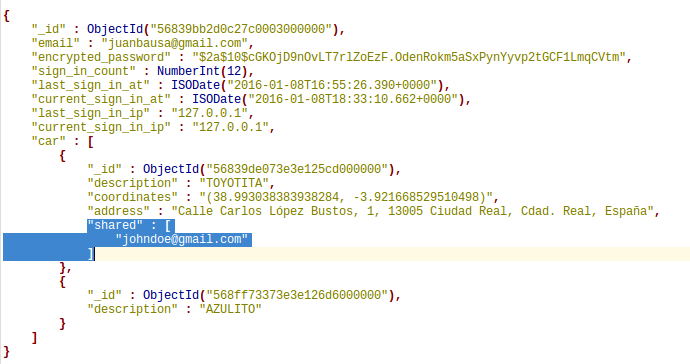 {
"_id" : ObjectId("56839bb2d0c27c0003000000"),
"email" : "juanbausa@gmail.com",
"encrypted_password" : "$2a$10$cGKOjD9nOvLT7rlZoEzF.OdenRokm5aSxPynYyvp2tGCF1LmqCVtm",
"sign_in_count" : NumberInt(12),
"last_sign_in_at" : ISODate("2016-01-08T16:55:26.390+0000"),
"current_sign_in_at" : ISODate("2016-01-08T18:33:10.662+0000"),
"last_sign_in_ip" : "127.0.0.1",
"current_sign_in_ip" : "127.0.0.1",
"car" : [
{
"_id" : ObjectId("56839de073e3e125cd000000"),
"description" : "TOYOTITA",
"coordinates" : "(38.993038383938284, -3.921668529510498)",
"address" : "Calle Carlos López Bustos, 1, 13005 Ciudad Real, Cdad. Real, España",
"shared" : [
"johndoe@gmail.com"
]
},
{
"_id" : ObjectId("568ff73373e3e126d6000000"),
"description" : "AZULITO"
}
]
}